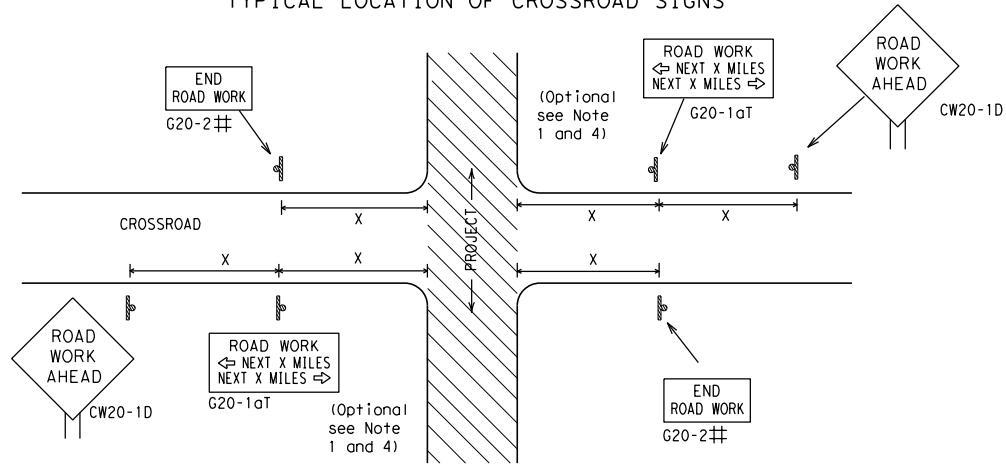 TYPICAL LOCATION OF CROSSROAD SIGNS
ROAD
WORK
AHEAD
CW20-1D
ROAD WORK
⇦ NEXT X MILES
NEXT X MILES ⇨
G20-1aT
(Optional
see Note
1 and 4)
END
ROAD WORK
G20-2#
X
X
X
CROSSROAD
PROJECT
X
X
X
ROAD
WORK
AHEAD
CW20-1D
ROAD WORK
⇦ NEXT X MILES
NEXT X MILES ⇨
G20-1aT
(Optional
see Note
1 and 4)
END
ROAD WORK
G20-2#